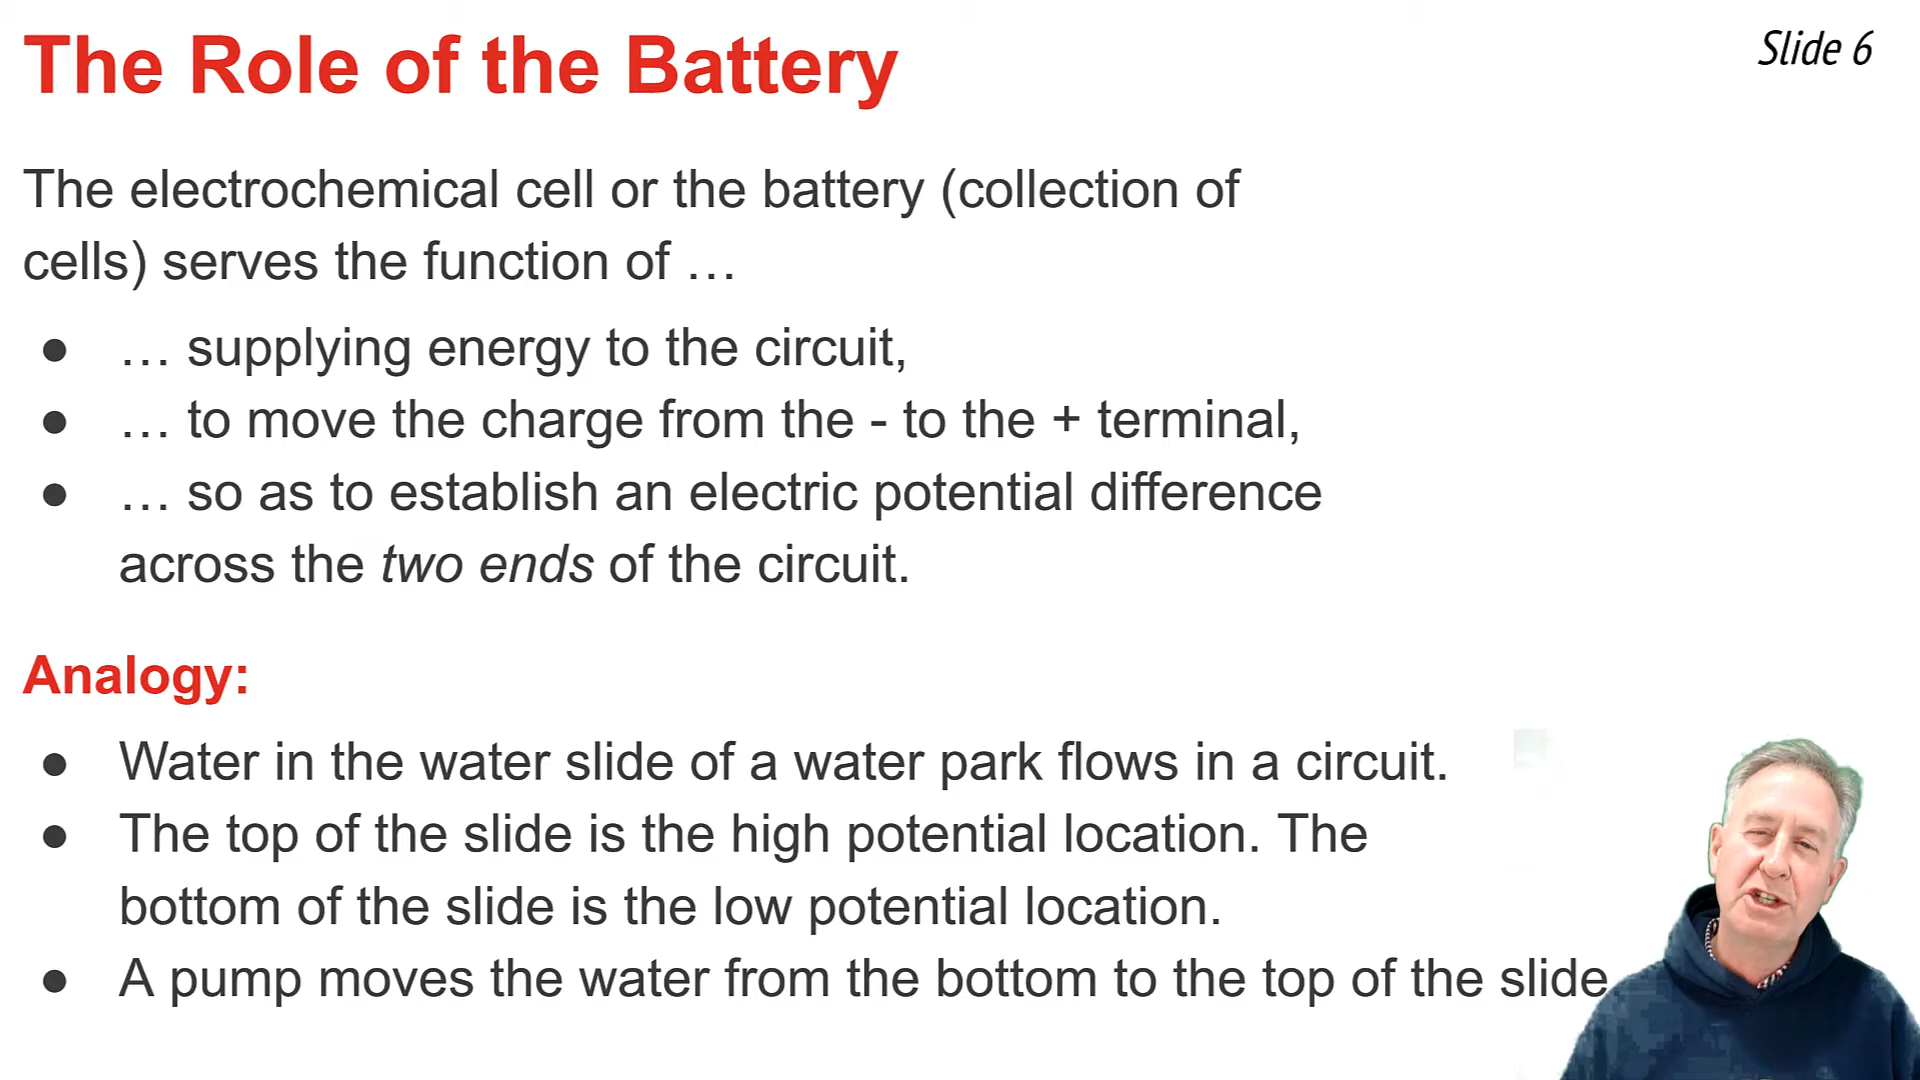 The Role of the Battery
Slide 6
The electrochemical cell or the battery (collection of
cells) serves the function of …
● … supplying energy to the circuit,
● … to move the charge from the - to the + terminal,
● … so as to establish an electric potential difference
across the two ends of the circuit.
Analogy:
● Water in the water slide of a water park flows in a circuit.
● The top of the slide is the high potential location. The
bottom of the slide is the low potential location.
● A pump moves the water from the bottom to the top of the slide